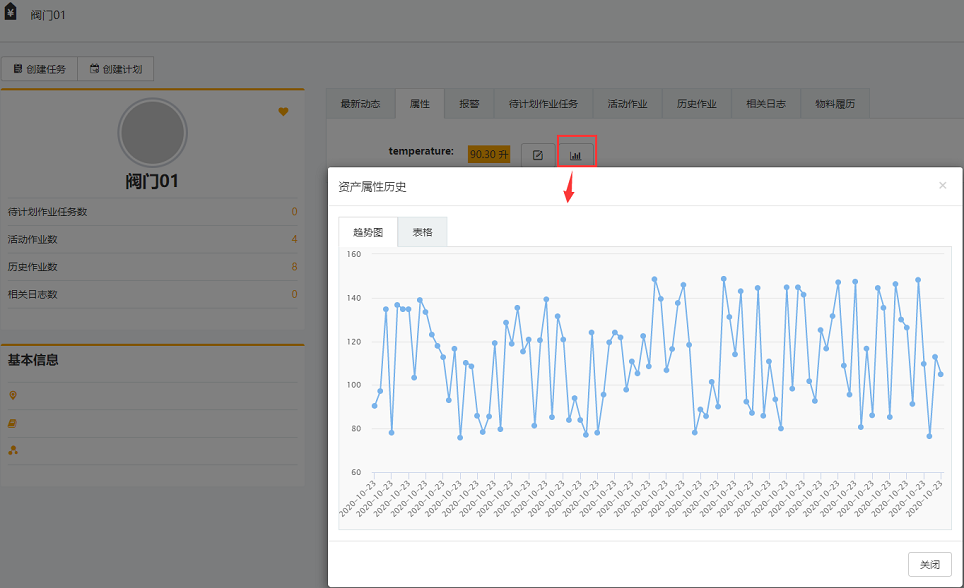 ¥ 阀门01
创建任务 创建计划
阀门01
待计划作业任务数 0
活动作业数 4
历史作业数 8
相关日志数 0
基本信息
最新动态 属性 报警 待计划作业任务 活动作业 历史作业 相关日志 物料履历
temperature: 90.30 升
资产属性历史 ×
趋势图 表格
160
140
120
100
80
60
2020-10-23 2020-10-23 2020-10-23 2020-10-23 2020-10-23 2020-10-23 2020-10-23 2020-10-23 2020-10-23 2020-10-23 2020-10-23 2020-10-23 2020-10-23 2020-10-23 2020-10-23 2020-10-23 2020-10-23 2020-10-23 2020-10-23 2020-10-23 2020-10-23 2020-10-23 2020-10-23 2020-10-23 2020-10-23 2020-10-23 2020-10-23 2020-10-23 2020-10-23 2020-10-23 2020-10-23 2020-10-23 2020-10-23 2020-10-23
关闭